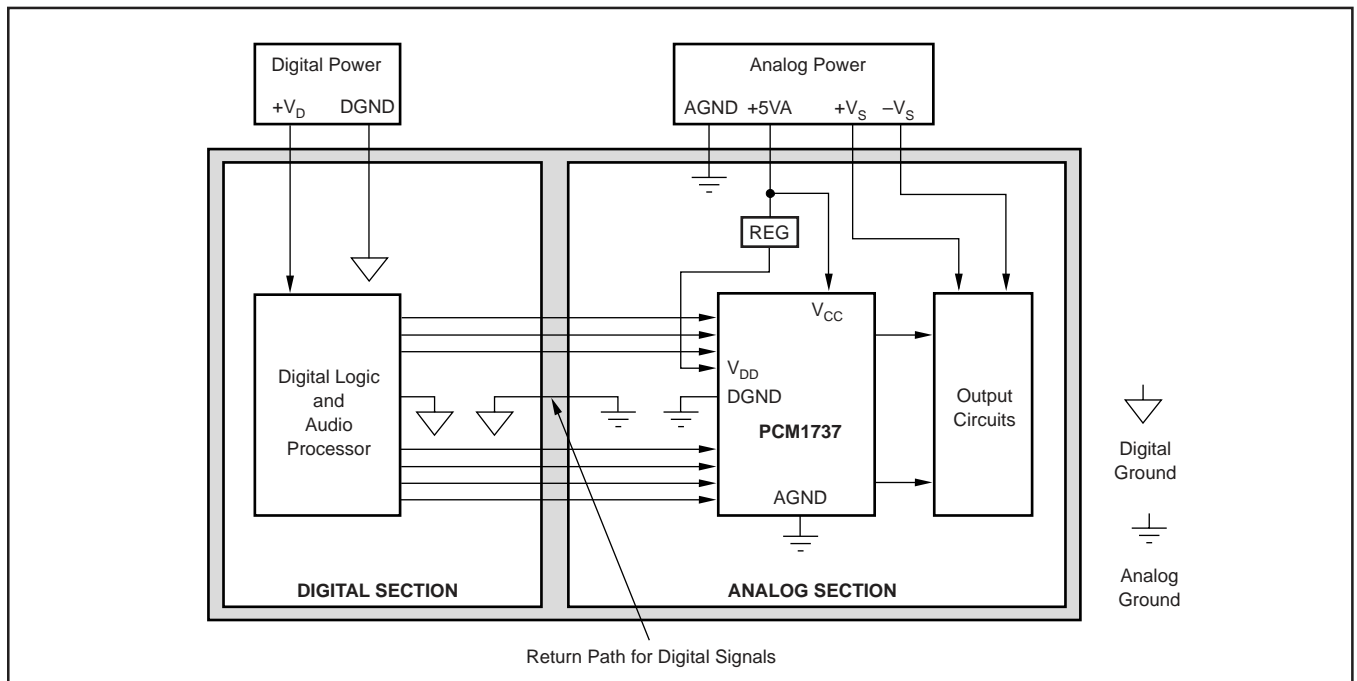 Digital Power
+VD DGND
Analog Power
AGND +5VA +VS –VS
REG
VCC
VDD
DGND
PCM1737
AGND
Digital Logic
and
Audio
Processor
Output
Circuits
Digital
Ground
Analog
Ground
DIGITAL SECTION
ANALOG SECTION
Return Path for Digital Signals